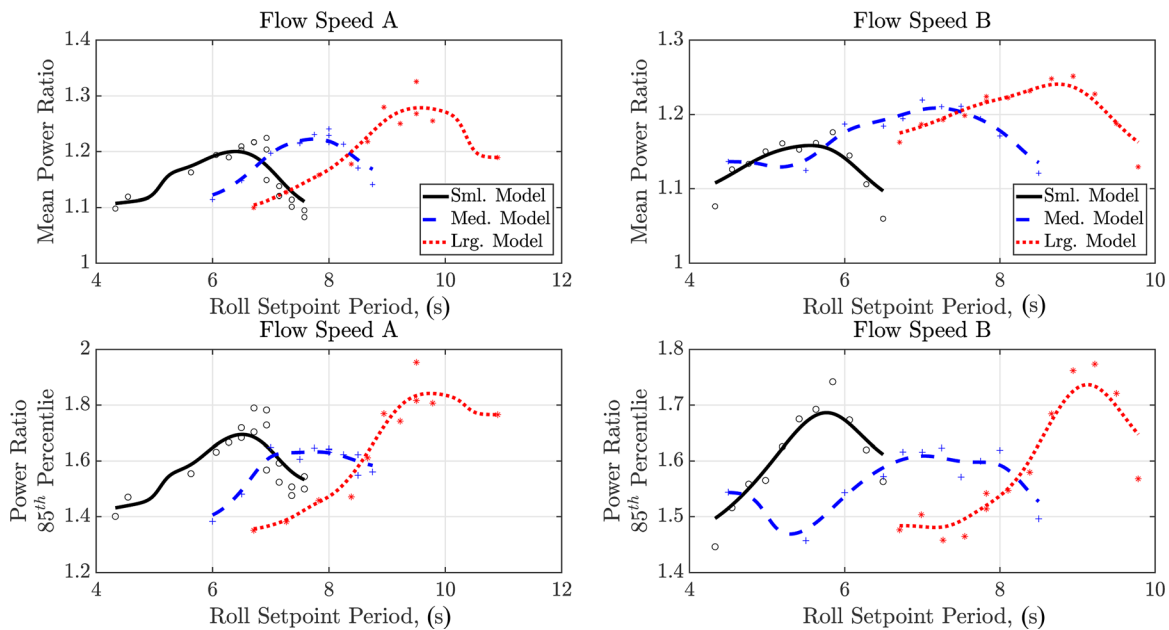 Flow Speed A
Mean Power Ratio
1.4
1.3
1.2
1.1
1
4 6 8 10 12
Roll Setpoint Period, (s)
Sml. Model
Med. Model
Lrg. Model
Flow Speed B
Mean Power Ratio
1.3
1.2
1.1
1
4 6 8 10
Roll Setpoint Period, (s)
Sml. Model
Med. Model
Lrg. Model
Flow Speed A
Power Ratio
85th Percentlie
2
1.8
1.6
1.4
1.2
4 6 8 10 12
Roll Setpoint Period, (s)
Flow Speed B
Power Ratio
85th Percentlie
1.8
1.7
1.6
1.5
1.4
4 6 8 10
Roll Setpoint Period, (s)